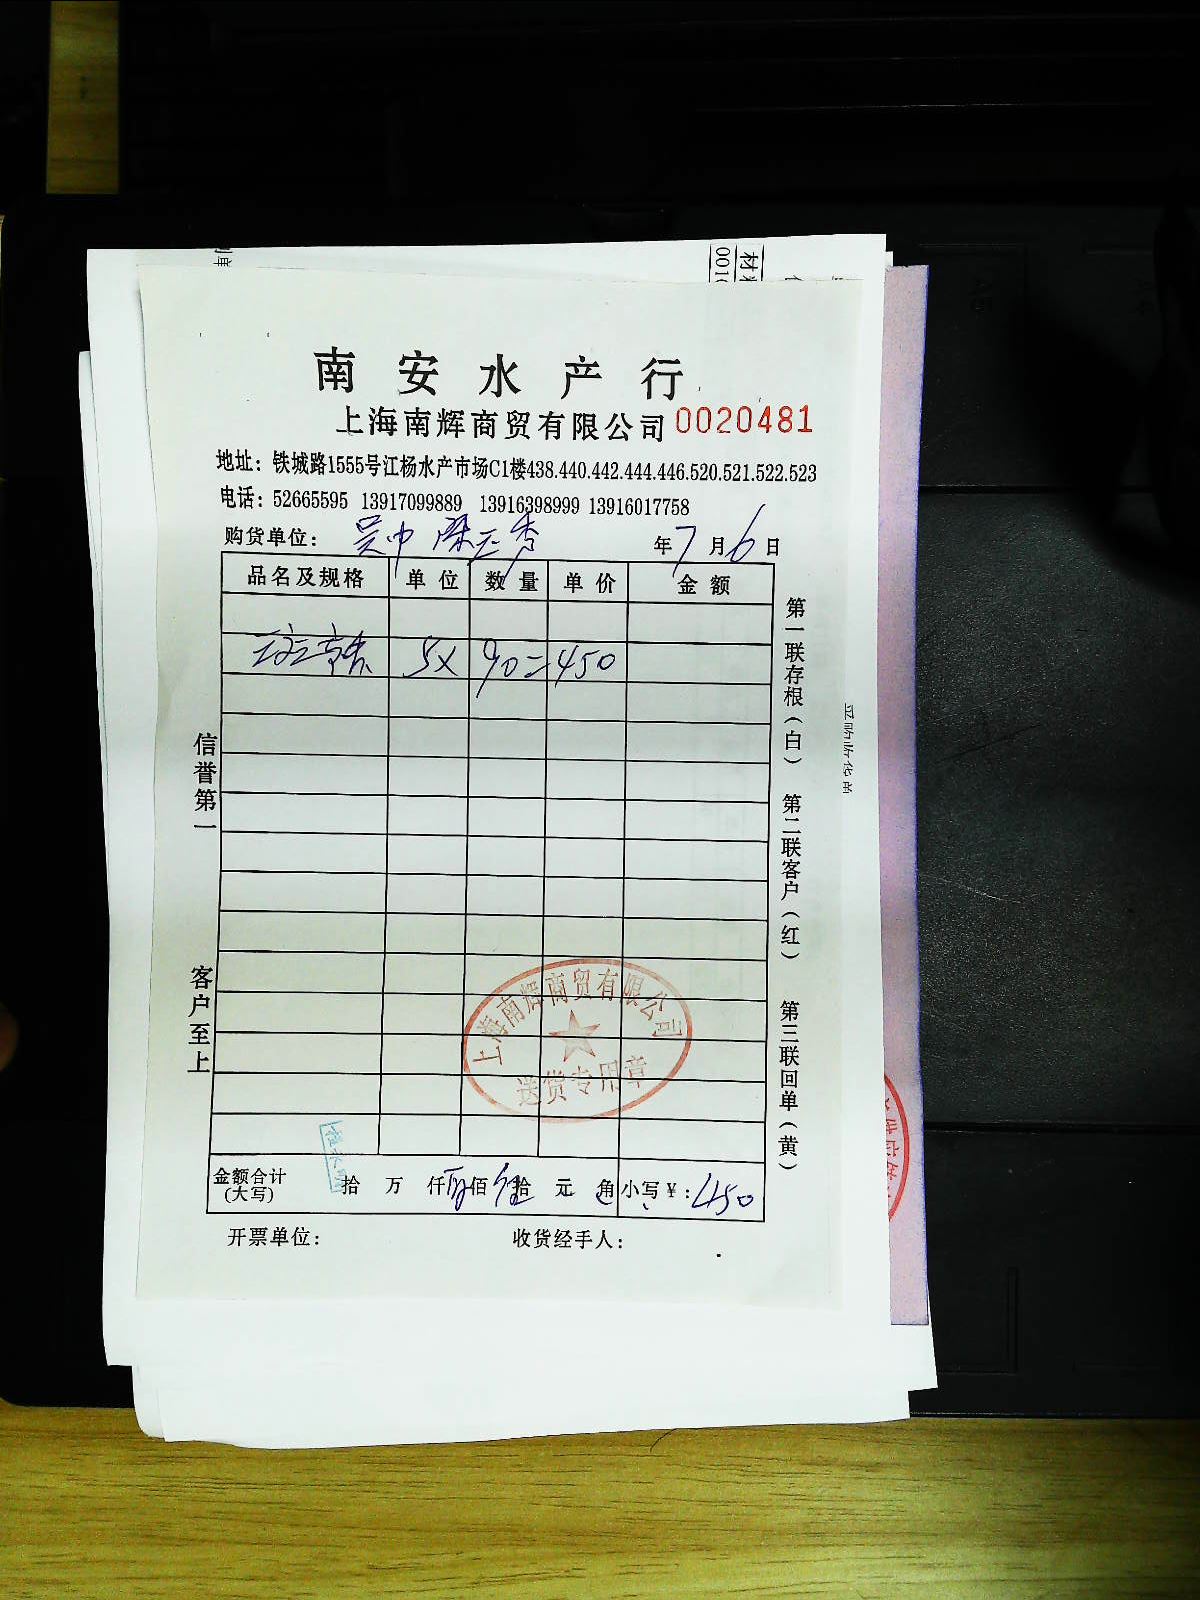 南安水产行
上海南辉商贸有限公司 0020481
地址：铁城路1555号江杨水产市场C1楼438.440.442.444.446.520.521.522.523
电话：52665595 13917099889 13916398999 13916017758
购货单位：吴中 年7月6日
品名及规格 单位 数量 单价 金额
5× 90=450
信誉第一
客户至上
第一联存根（白） 第二联客户（红） 第三联回单（黄）
上海南辉商贸有限公司
送货专用章
金额合计（大写） 拾 万 仟 佰 拾 元 角 小写￥：450
开票单位： 收货经手人：
材
001